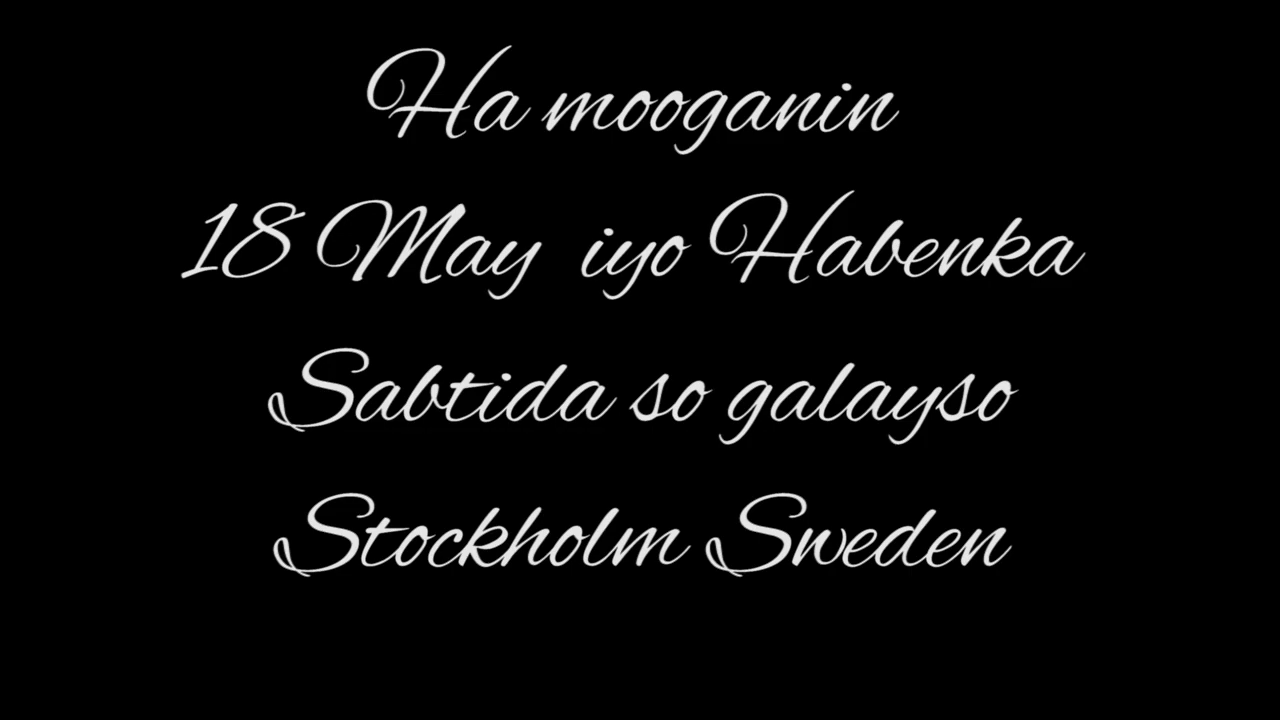 Ha mooganin
18 May iyo Habenka
Sabtida so galayso
Stockholm Sweden